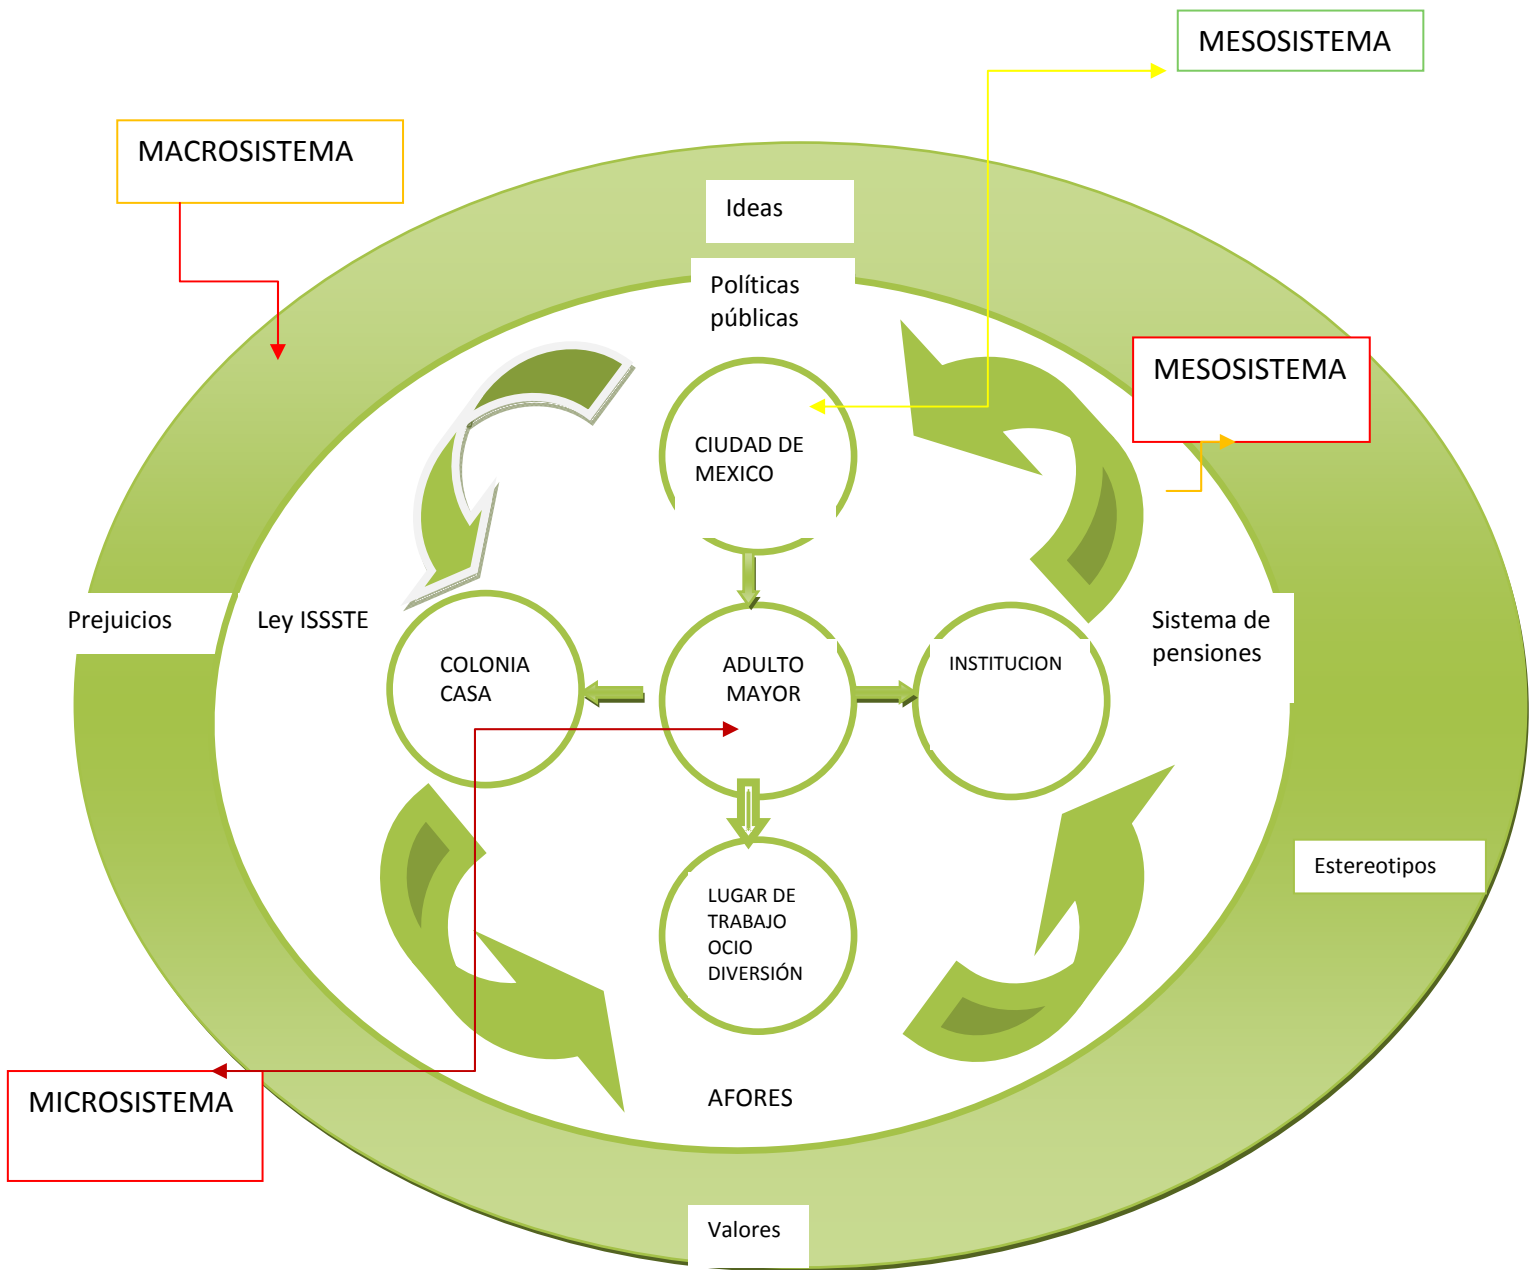 MESOSISTEMA
MACROSISTEMA
Ideas
Políticas
públicas
MESOSISTEMA
CIUDAD DE
MEXICO
Prejuicios
Ley ISSSTE
COLONIA
CASA
ADULTO
MAYOR
INSTITUCION
Sistema de
pensiones
Estereotipos
LUGAR DE
TRABAJO
OCIO
DIVERSIÓN
AFORES
MICROSISTEMA
Valores